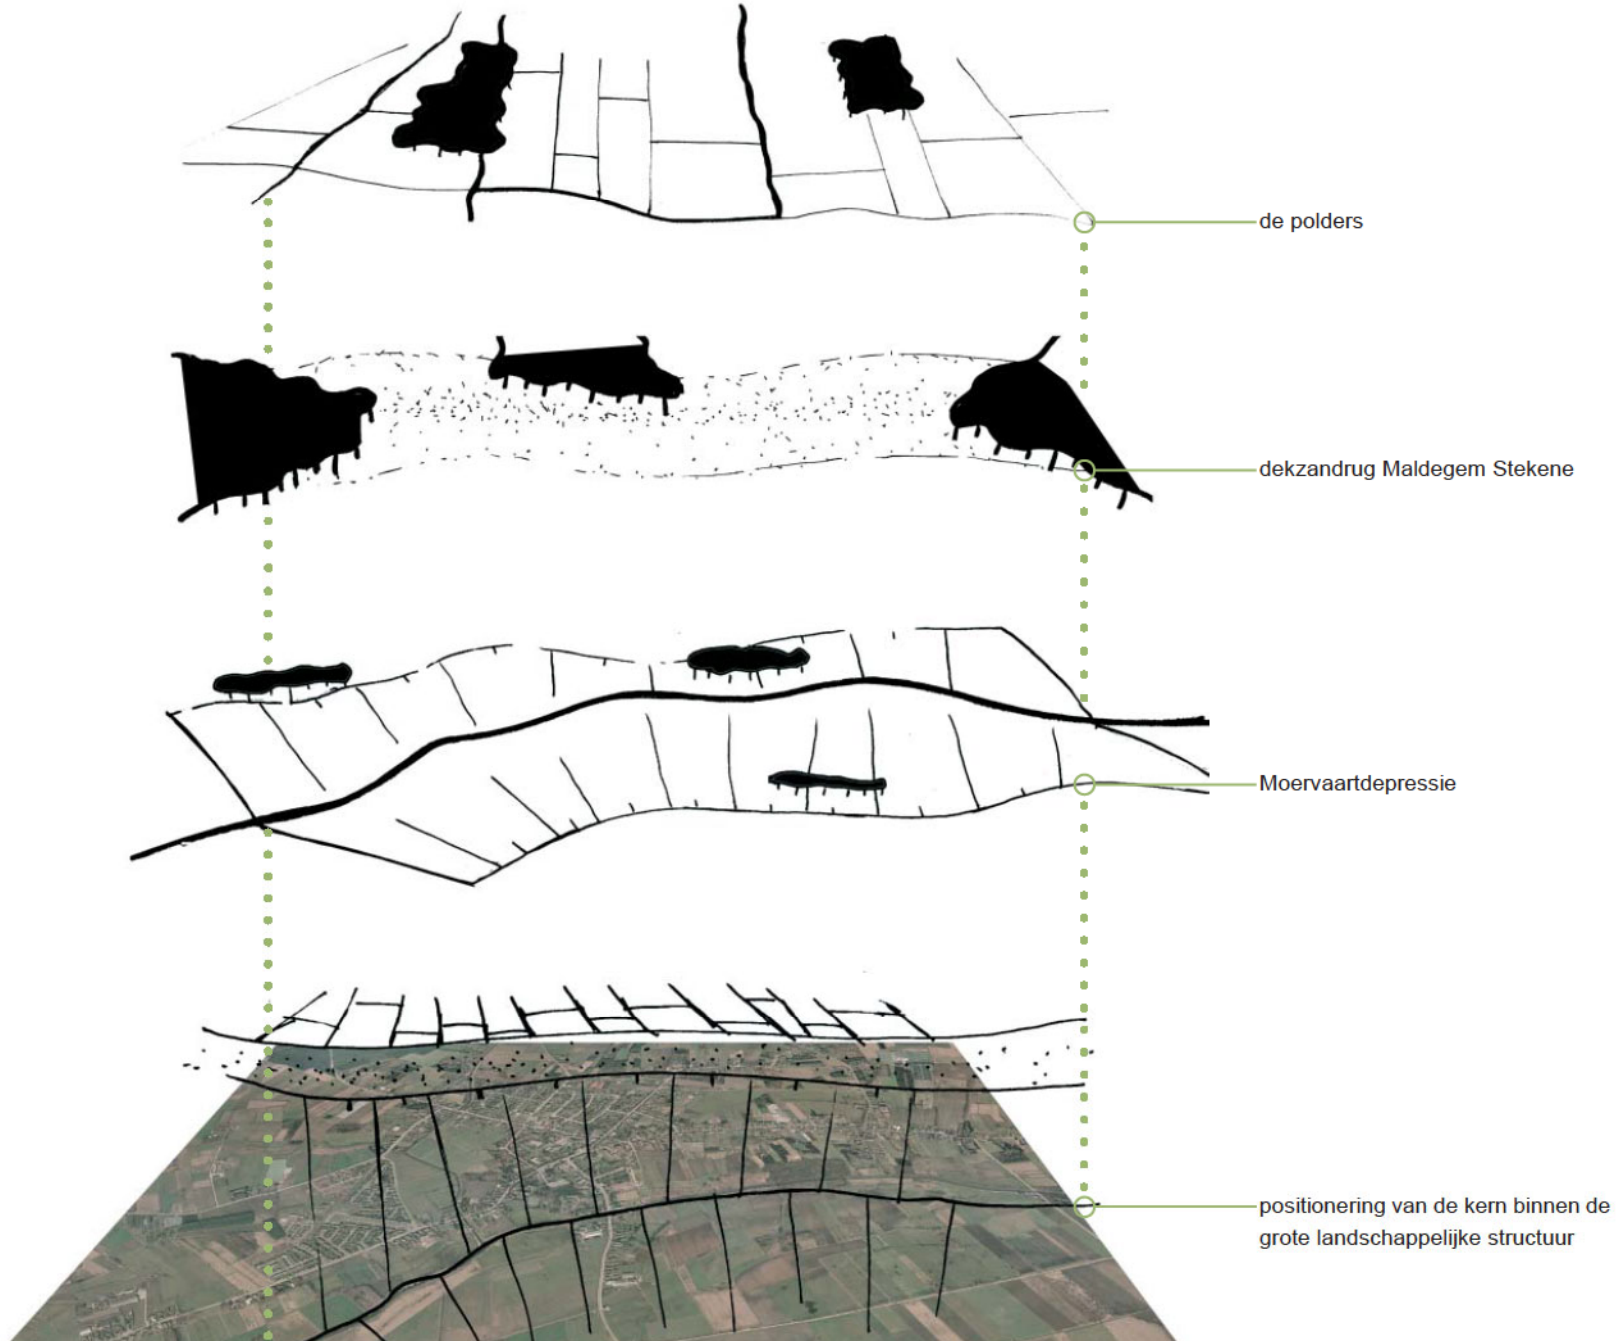 de polders
dekzandrug Maldegem Stekene
Moervaartdepressie
positionering van de kern binnen de
grote landschappelijke structuur